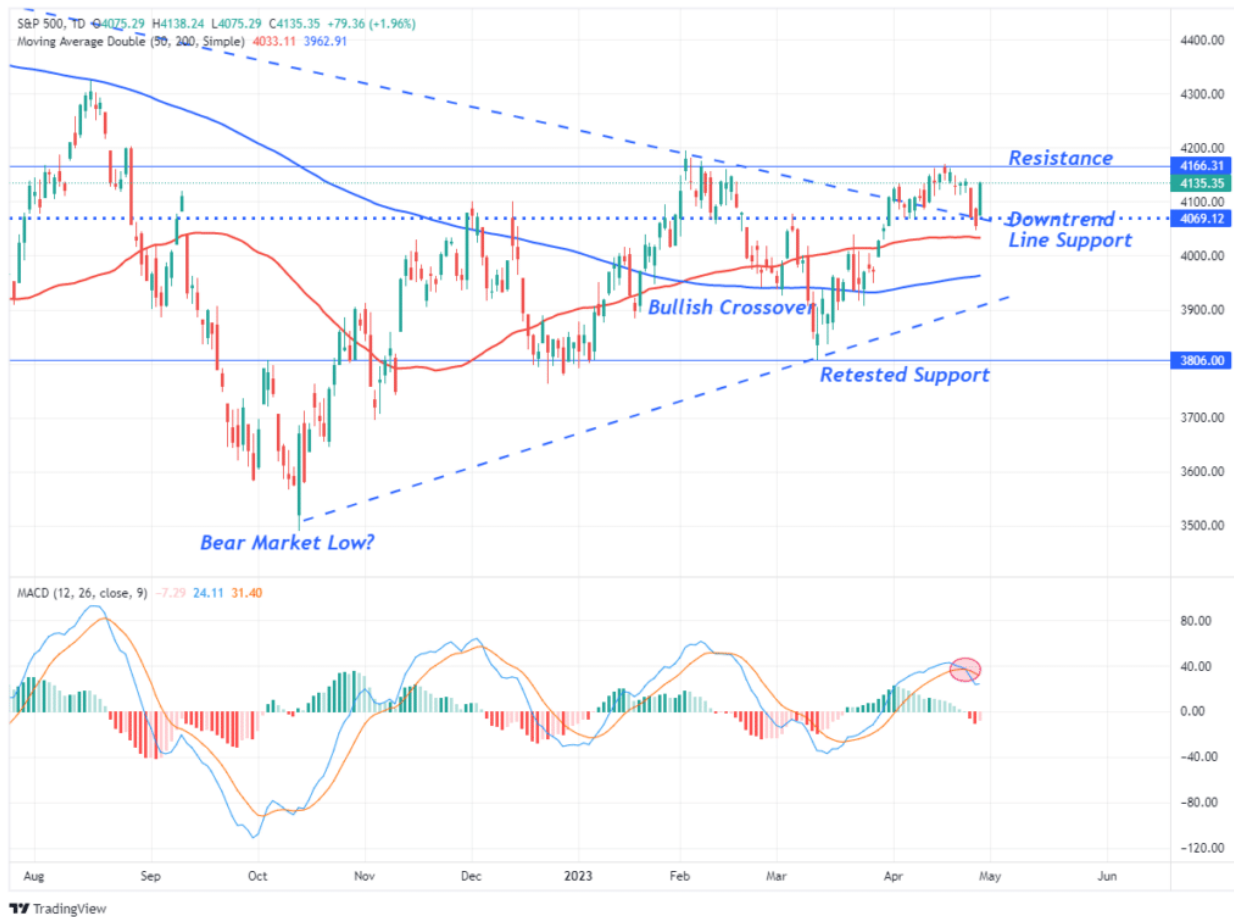 S&P 500, 1D O4075.29 H4138.24 L4075.29 C4135.35 +79.36 (+1.96%)
Moving Average Double (50, 200, Simple) 4033.11 3962.91
4400.00
4300.00
4200.00
Resistance
4166.31
4135.35
4100.00
Downtrend
4069.12
Line Support
4000.00
Bullish Crossover
3900.00
3806.00
Retested Support
3700.00
3600.00
3500.00
Bear Market Low?
MACD (12, 26, close, 9) −7.29 24.11 31.40
80.00
40.00
0.00
−40.00
−80.00
−120.00
Aug Sep Oct Nov Dec 2023 Feb Mar Apr May Jun
TradingView